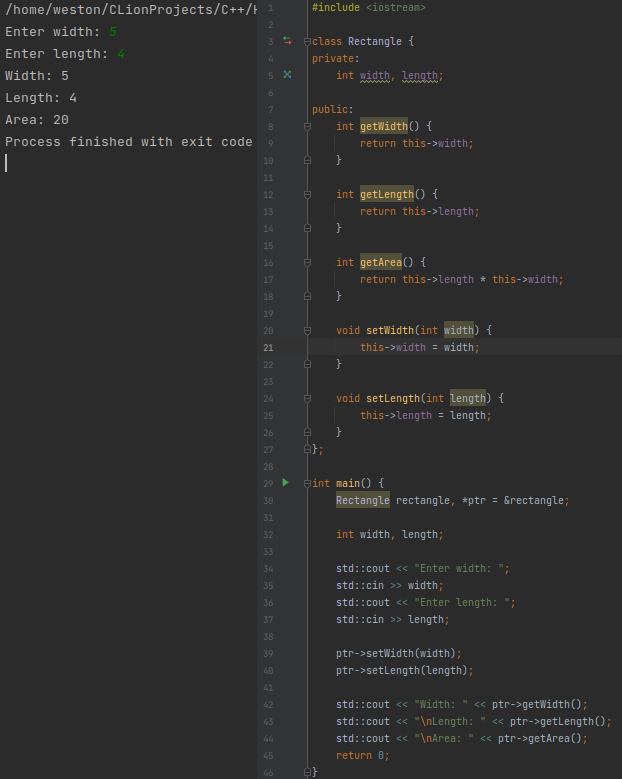 /home/weston/CLionProjects/C++/
Enter width: 5
Enter length: 4
Width: 5
Length: 4
Area: 20
Process finished with exit code
1 #include <iostream>
2
3 class Rectangle {
4 private:
5     int width, length;
6
7 public:
8     int getWidth() {
9         return this->width;
10     }
11
12     int getLength() {
13         return this->length;
14     }
15
16     int getArea() {
17         return this->length * this->width;
18     }
19
20     void setWidth(int width) {
21         this->width = width;
22     }
23
24     void setLength(int length) {
25         this->length = length;
26     }
27 };
28
29 int main() {
30     Rectangle rectangle, *ptr = &rectangle;
31
32     int width, length;
33
34     std::cout << "Enter width: ";
35     std::cin >> width;
36     std::cout << "Enter length: ";
37     std::cin >> length;
38
39     ptr->setWidth(width);
40     ptr->setLength(length);
41
42     std::cout << "Width: " << ptr->getWidth();
43     std::cout << "\nLength: " << ptr->getLength();
44     std::cout << "\nArea: " << ptr->getArea();
45     return 0;
46 }